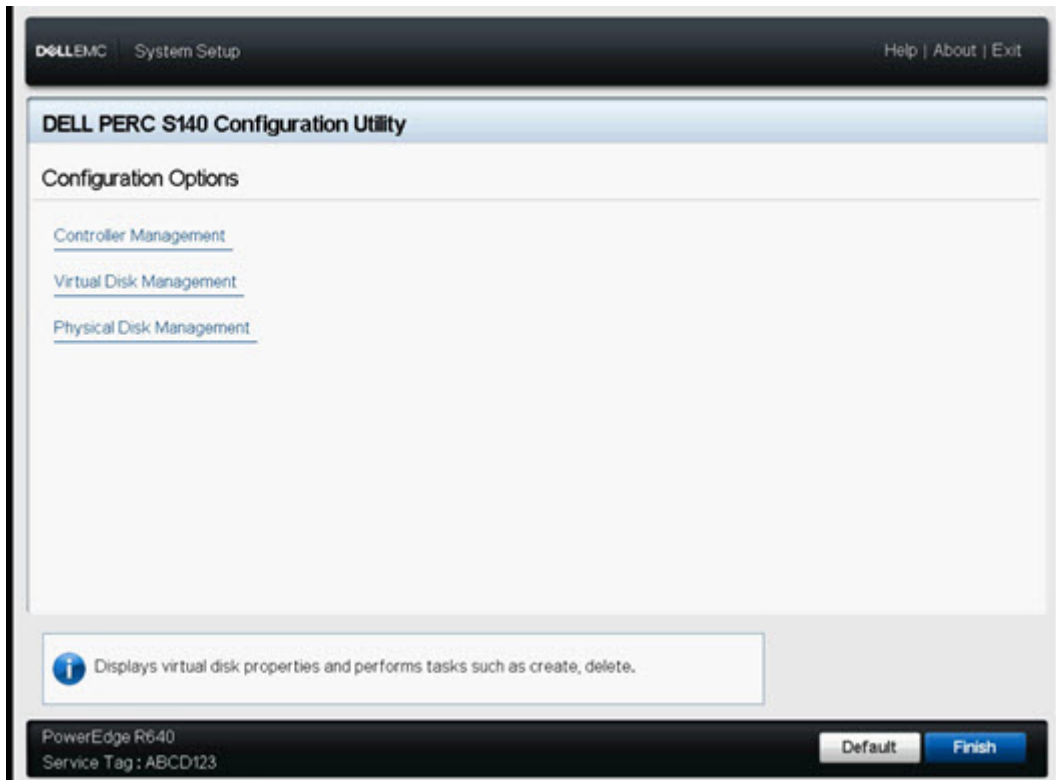 DELLEMC System Setup
Help | About | Exit
DELL PERC S140 Configuration Utility
Configuration Options
Controller Management
Virtual Disk Management
Physical Disk Management
Displays virtual disk properties and performs tasks such as create, delete.
PowerEdge R640
Service Tag : ABCD123
Default
Finish